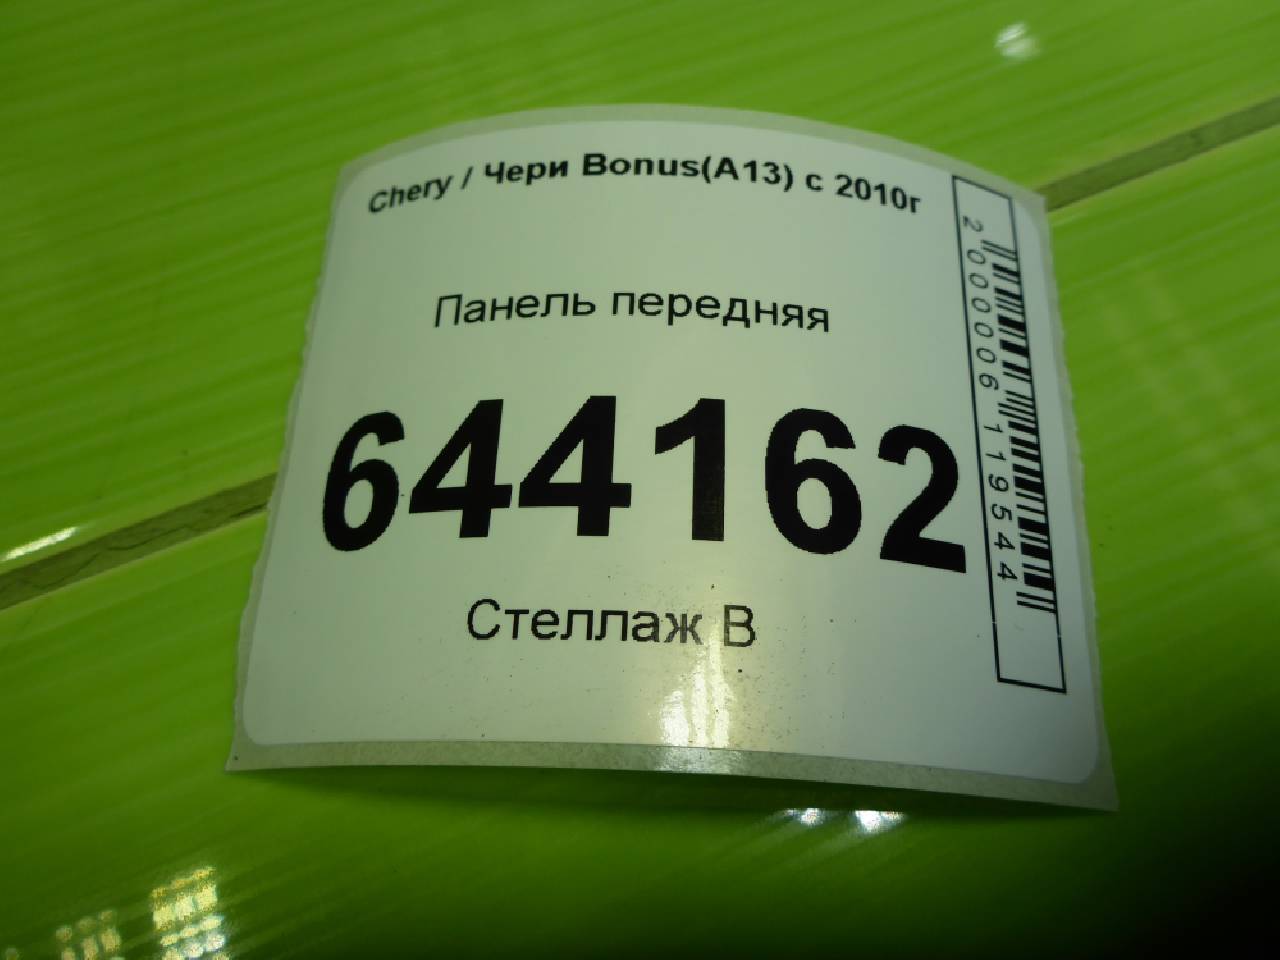 Chery / Чери Bonus(A13) с 2010г
Панель передняя
644162
Стеллаж В
2000006119544